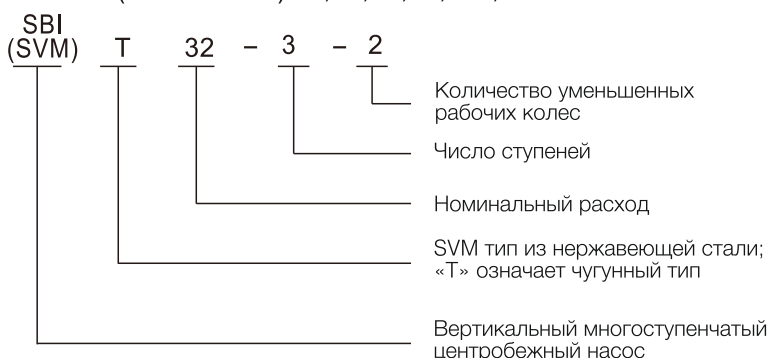 SBI
(SVM) T 32 - 3 - 2
Количество уменьшенных
рабочих колес
Число ступеней
Номинальный расход
SVM тип из нержавеющей стали;
«Т» означает чугунный тип
Вертикальный многоступенчатый
центробежный насос